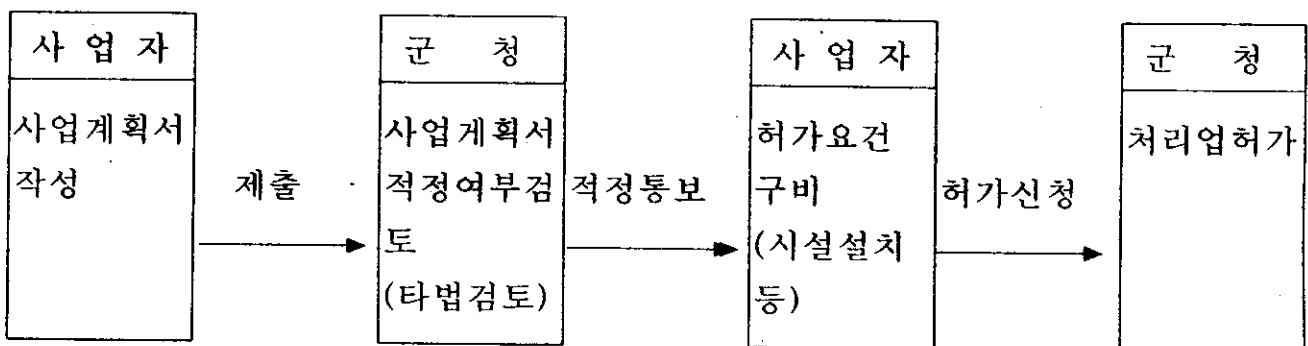 사 업 자
사업계획서
작성
제출
군 청
사업게획서
적정여부검
토
(타법검토)
적정통보
사 업 자
허가요건
구비
(시설설치
등)
허가신청
군 청
처리업허가